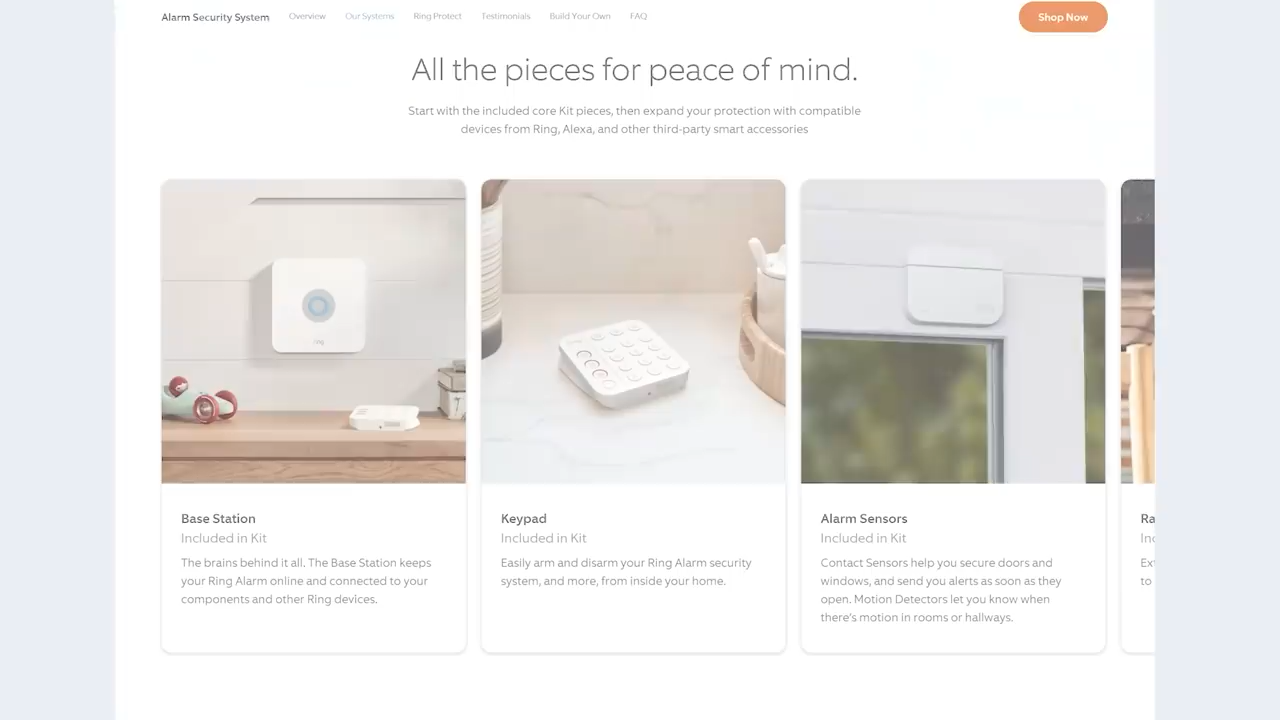 Alarm Security System Overview Our Systems Ring Protect Testimonials Build Your Own FAQ Shop Now
All the pieces for peace of mind.
Start with the included core Kit pieces, then expand your protection with compatible
devices from Ring, Alexa, and other third-party smart accessories
ring
Base Station
Included in Kit
The brains behind it all. The Base Station keeps
your Ring Alarm online and connected to your
components and other Ring devices.
Keypad
Included in Kit
Easily arm and disarm your Ring Alarm security
system, and more, from inside your home.
Alarm Sensors
Included in Kit
Contact Sensors help you secure doors and
windows, and send you alerts as soon as they
open. Motion Detectors let you know when
there's motion in rooms or hallways.
Ra
Inc
Ext
to